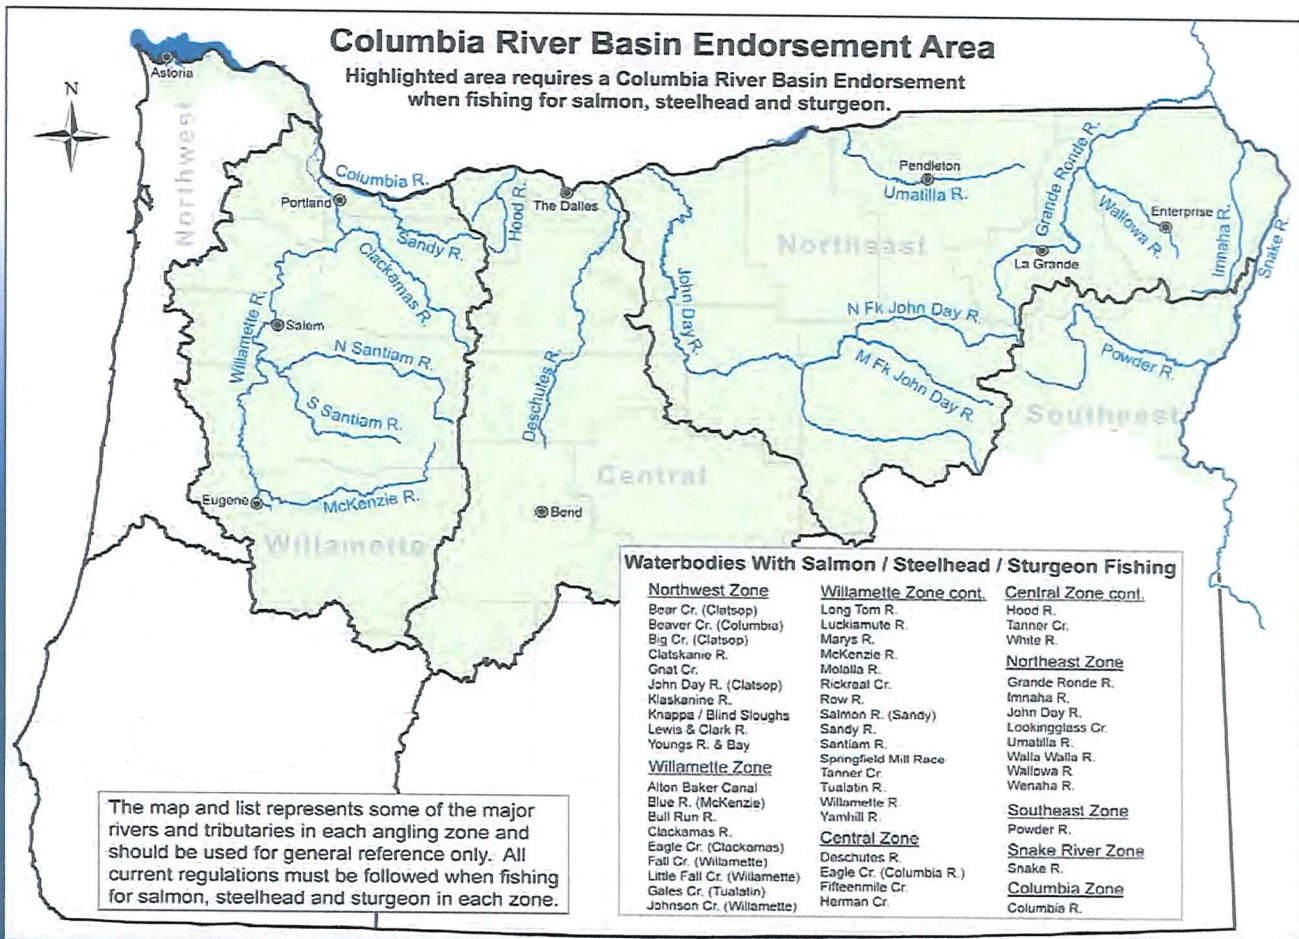 Columbia River Basin Endorsement Area
Highlighted area requires a Columbia River Basin Endorsement
when fishing for salmon, steelhead and sturgeon.
N
Astoria
Northwest
Columbia R.
Portland
Sandy R.
Hood R.
The Dalles
Clackamas R.
Willamette R.
Salem
N Santiam R.
S Santiam R.
Eugene
McKenzie R.
Willamette
Deschutes R.
Bend
Central
John Day R.
Pendleton
Umatilla R.
Northeast
Grande Ronde R.
Wallowa R.
Enterprise
Imnaha R.
Snake R.
La Grande
N Fk John Day R.
M Fk John Day R.
Powder R.
Southeast
Waterbodies With Salmon / Steelhead / Sturgeon Fishing
Northwest Zone
Bear Cr. (Clatsop)
Beaver Cr. (Columbia)
Big Cr. (Clatsop)
Clatskanie R.
Gnat Cr.
John Day R. (Clatsop)
Klaskanine R.
Knappa / Blind Sloughs
Lewis & Clark R.
Youngs R. & Bay
Willamette Zone
Alton Baker Canal
Blue R. (McKenzie)
Bull Run R.
Clackamas R.
Eagle Cr. (Clackamas)
Fall Cr. (Willamette)
Little Fall Cr. (Willamette)
Gales Cr. (Tualatin)
Johnson Cr. (Willamette)
Willamette Zone cont.
Long Tom R.
Luckiamute R.
Marys R.
McKenzie R.
Molalla R.
Rickreal Cr.
Row R.
Salmon R. (Sandy)
Sandy R.
Santiam R.
Springfield Mill Race
Tanner Cr.
Tualatin R.
Willamette R
Yamhill R.
Central Zone
Deschutes R.
Eagle Cr. (Columbia R.)
Fifteenmile Cr.
Herman Cr.
Central Zone cont.
Hood R.
Tanner Cr.
White R.
Northeast Zone
Grande Ronde R.
Imnaha R.
John Day R.
Lookingglass Cr.
Umatilla R.
Walla Walla R.
Wallowa R
Wenaha R.
Southeast Zone
Powder R.
Snake River Zone
Snake R.
Columbia Zone
Columbia R.
The map and list represents some of the major
rivers and tributaries in each angling zone and
should be used for general reference only. All
current regulations must be followed when fishing
for salmon, steelhead and sturgeon in each zone.